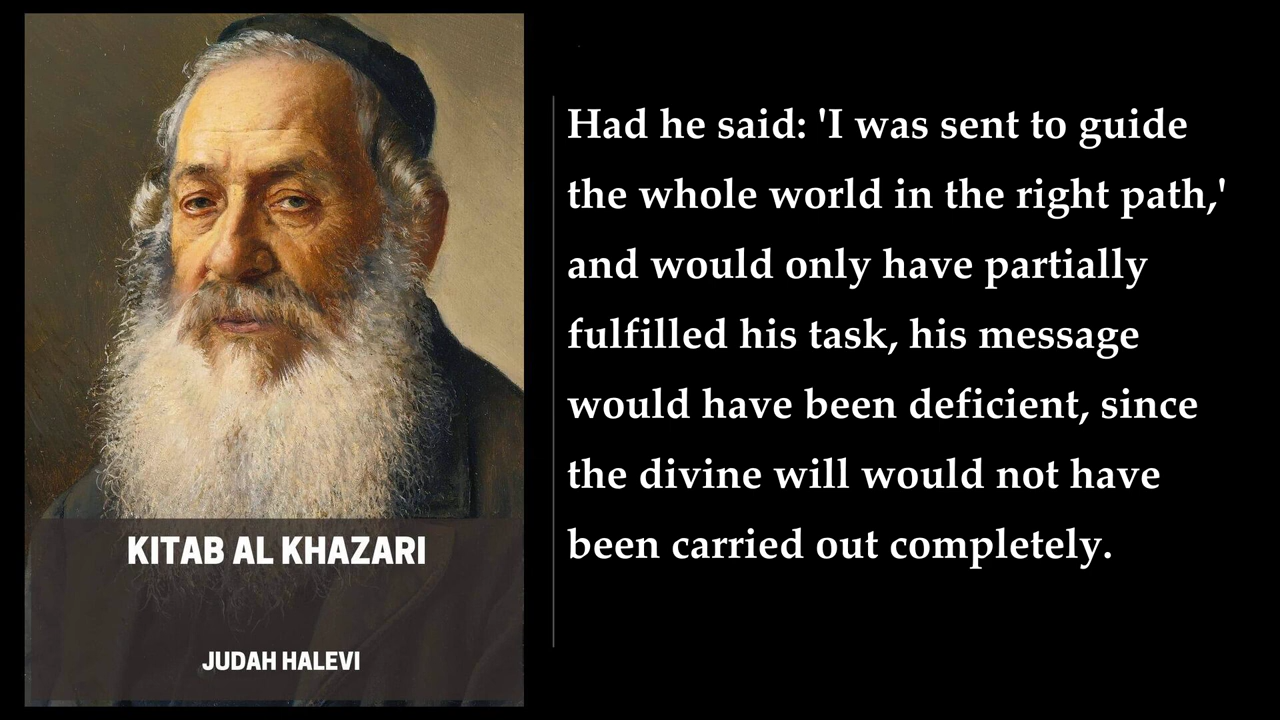 KITAB AL KHAZARI
JUDAH HALEVI
Had he said: 'I was sent to guide
the whole world in the right path,'
and would only have partially
fulfilled his task, his message
would have been deficient, since
the divine will would not have
been carried out completely.